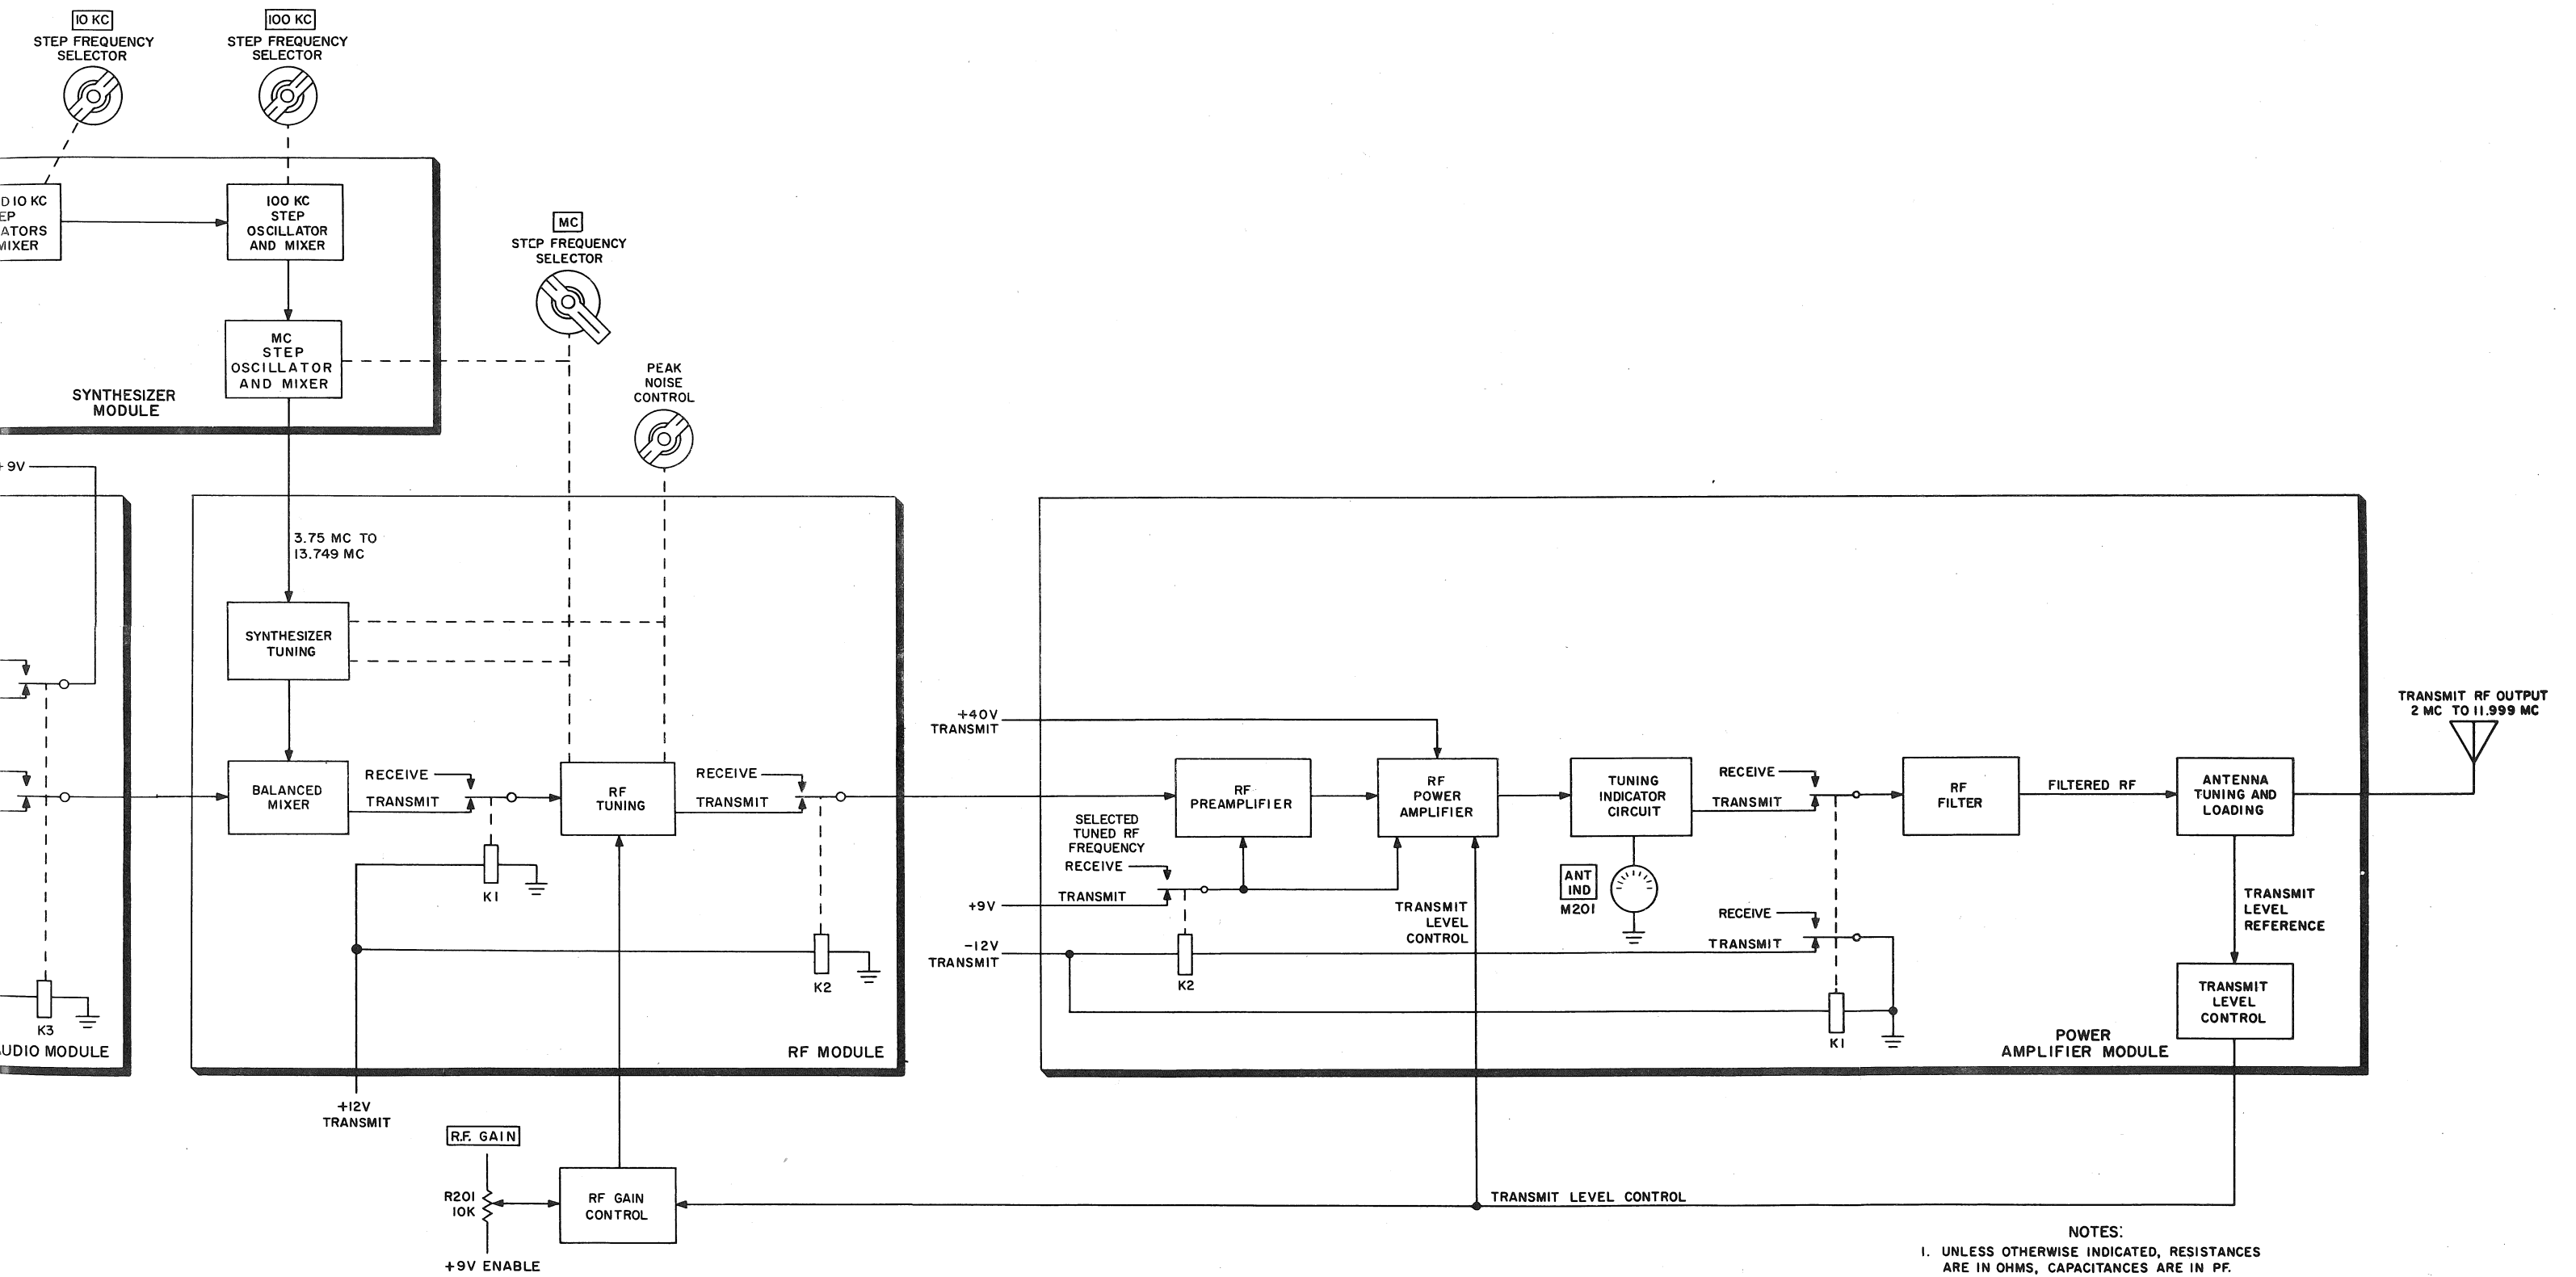 10 KC
STEP FREQUENCY
SELECTOR
100 KC
STEP FREQUENCY
SELECTOR
D 10 KC
EP
ATORS
MIXER
100 KC
STEP
OSCILLATOR
AND MIXER
MC
STEP
OSCILLATOR
AND MIXER
SYNTHESIZER
MODULE
MC
STEP FREQUENCY
SELECTOR
PEAK
NOISE
CONTROL
+9V
3.75 MC TO
13.749 MC
SYNTHESIZER
TUNING
BALANCED
MIXER
RECEIVE
TRANSMIT
K1
RF
TUNING
RECEIVE
TRANSMIT
K2
K3
UDIO MODULE
RF MODULE
+12V
TRANSMIT
R.F. GAIN
R201
10K
+9V ENABLE
RF GAIN
CONTROL
+40V
TRANSMIT
RF
PREAMPLIFIER
RF
POWER
AMPLIFIER
TUNING
INDICATOR
CIRCUIT
RECEIVE
TRANSMIT
RF
FILTER
FILTERED RF
ANTENNA
TUNING AND
LOADING
TRANSMIT RF OUTPUT
2 MC TO 11.999 MC
SELECTED
TUNED RF
FREQUENCY
RECEIVE
TRANSMIT
+9V
-12V
TRANSMIT
K2
TRANSMIT
LEVEL
CONTROL
ANT
IND
M201
RECEIVE
TRANSMIT
K1
TRANSMIT
LEVEL
REFERENCE
TRANSMIT
LEVEL
CONTROL
POWER
AMPLIFIER MODULE
TRANSMIT LEVEL CONTROL
NOTES:
1. UNLESS OTHERWISE INDICATED, RESISTANCES
ARE IN OHMS, CAPACITANCES ARE IN PF.